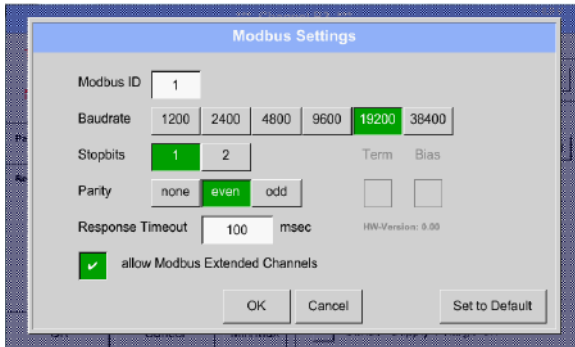 Modbus Settings
Modbus ID 1
Baudrate 1200 2400 4800 9600 19200 38400
Stopbits 1 2 Term Bias
Parity none even odd
Response Timeout 100 msec HW-Version: 0.00
allow Modbus Extended Channels
OK Cancel Set to Default